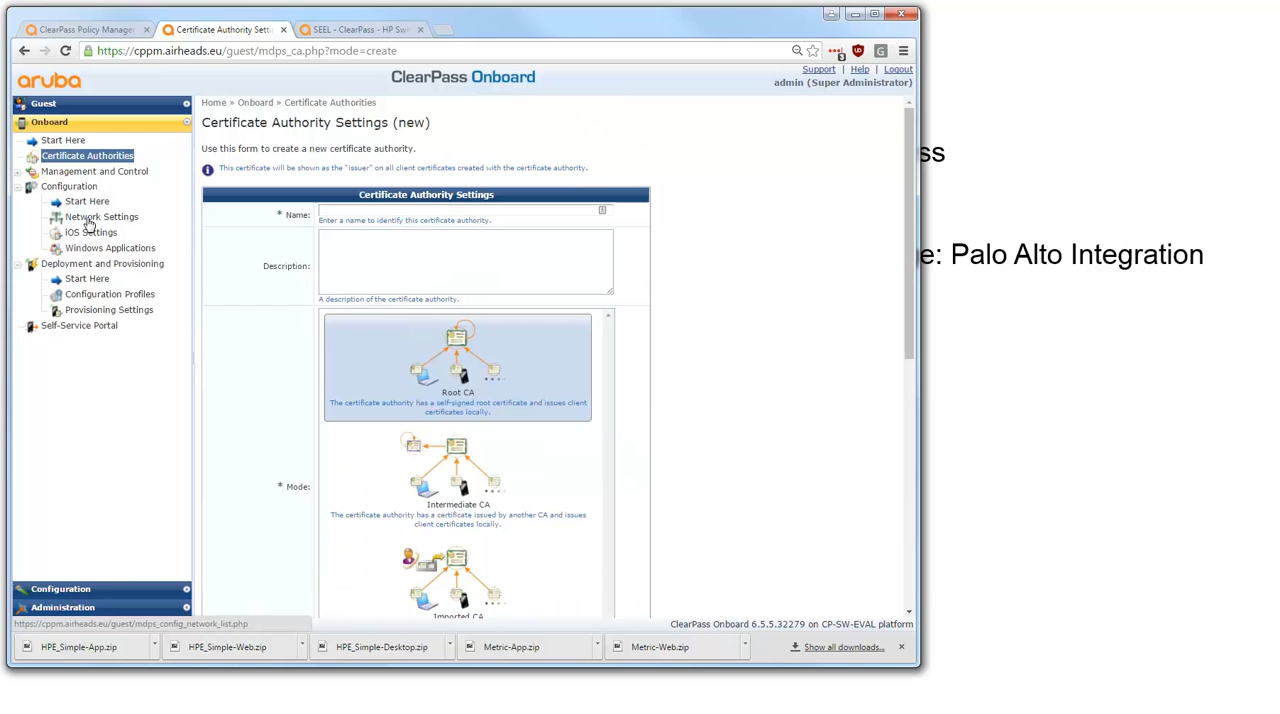 ClearPass Policy Manage
Certificate Authority Setti
SEEL - ClearPass - HP Sw
https://cppm.airheads.eu/guest/mdps_ca.php?mode=create
3
G
aruba
ClearPass Onboard
Support | Help | Logout
admin (Super Administrator)
Guest
Onboard
Start Here
Certificate Authorities
Management and Control
Configuration
Start Here
Network Settings
iOS Settings
Windows Applications
Deployment and Provisioning
Start Here
Configuration Profiles
Provisioning Settings
Self-Service Portal
Configuration
Administration
Home » Onboard » Certificate Authorities
Certificate Authority Settings (new)
Use this form to create a new certificate authority.
This certificate will be shown as the "issuer" on all client certificates created with the certificate authority.
Certificate Authority Settings
* Name:
Enter a name to identify this certificate authority.
Description:
A description of the certificate authority.
* Mode:
Root CA
The certificate authority has a self-signed root certificate and issues client
certificates locally.
Intermediate CA
The certificate authority has a certificate issued by another CA and issues
client certificates locally.
Imported CA
https://cppm.airheads.eu/guest/mdps_config_network_list.php
ClearPass Onboard 6.5.5.32279 on CP-SW-EVAL platform
HPE_Simple-App.zip
HPE_Simple-Web.zip
HPE_Simple-Desktop.zip
Metric-App.zip
Metric-Web.zip
Show all downloads...
ss
e: Palo Alto Integration